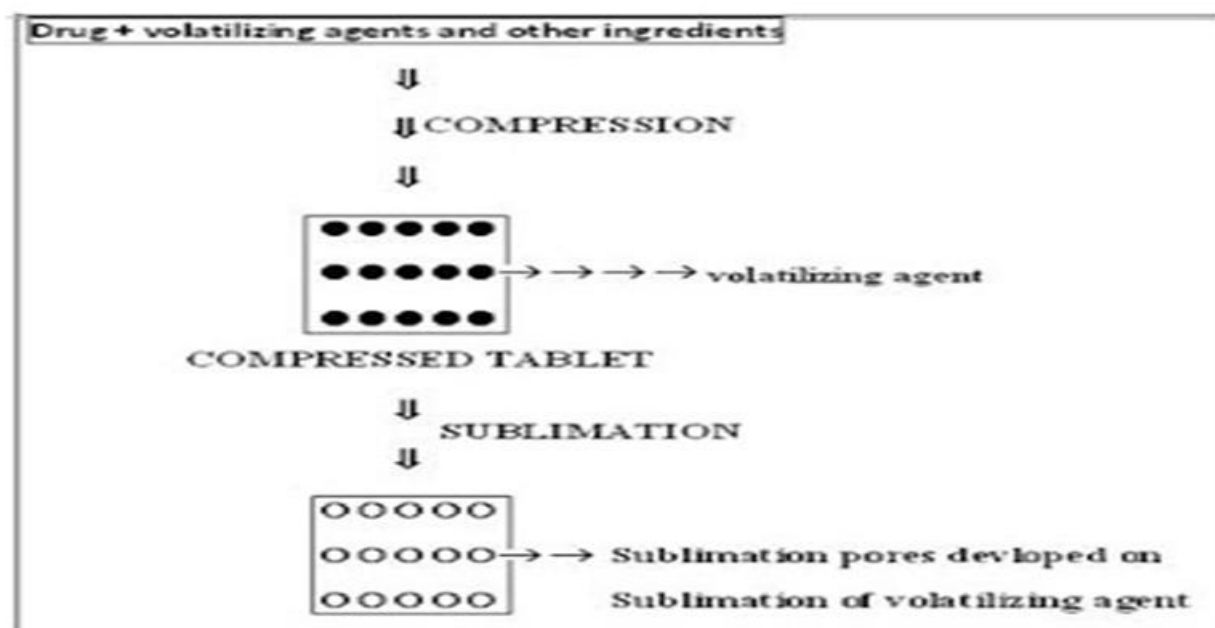 Drug + volatilizing agents and other ingredients
COMPRESSION
volatilizing agent
COMPRESSED TABLET
SUBLIMATION
Sublimation pores devloped on
Sublimation of volatilizing agent